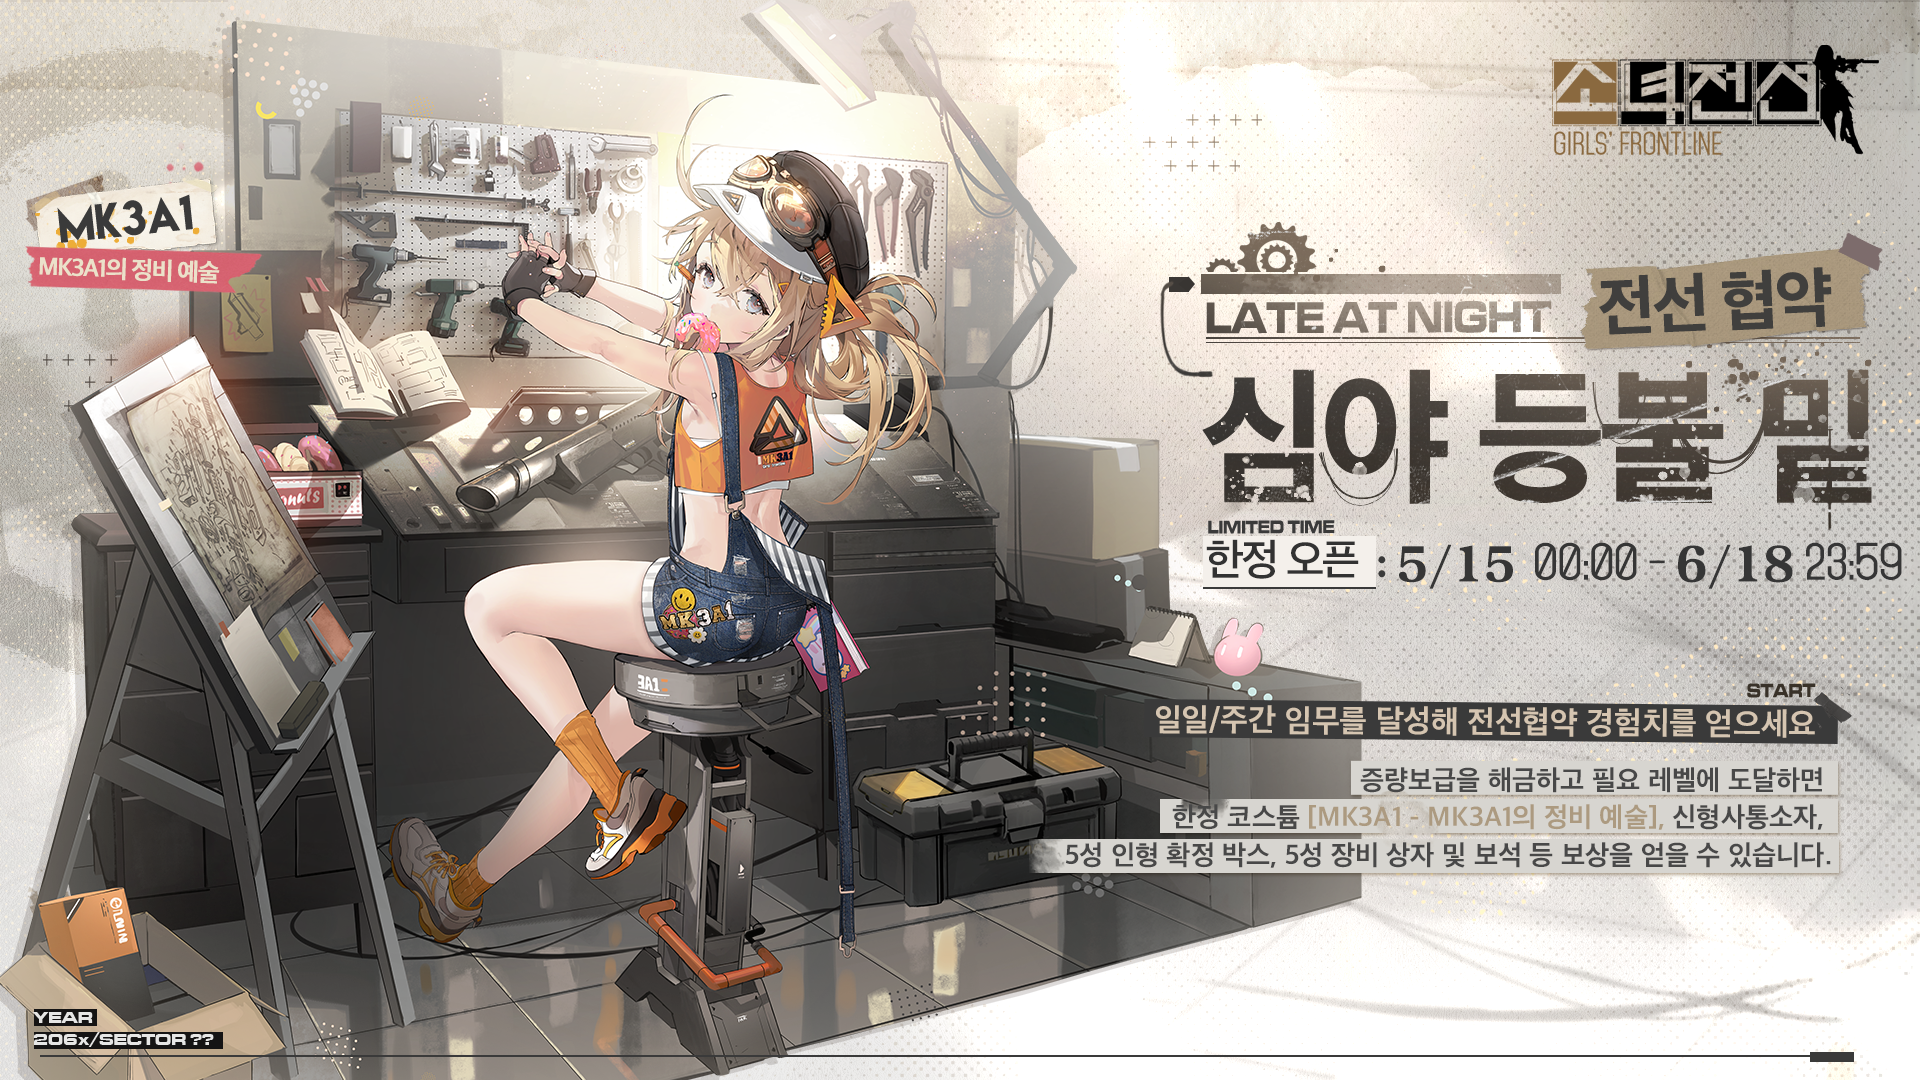 소녀전선
GIRLS' FRONTLINE
MK3A1
MK3A1의 정비 예술
LATE AT NIGHT
전선 협약
심야 등불 밑
LIMITED TIME
한정 오픈 : 5/15 00:00 - 6/18 23:59
START
일일/주간 임무를 달성해 전선협약 경험치를 얻으세요
증량보급을 해금하고 필요 레벨에 도달하면
한정 코스튬 [MK3A1 - MK3A1의 정비 예술], 신형사통소자,
5성 인형 확정 박스, 5성 장비 상자 및 보석 등 보상을 얻을 수 있습니다.
MK3A1
MK3A1
3A1
onuts
YEAR
206x/SECTOR ??